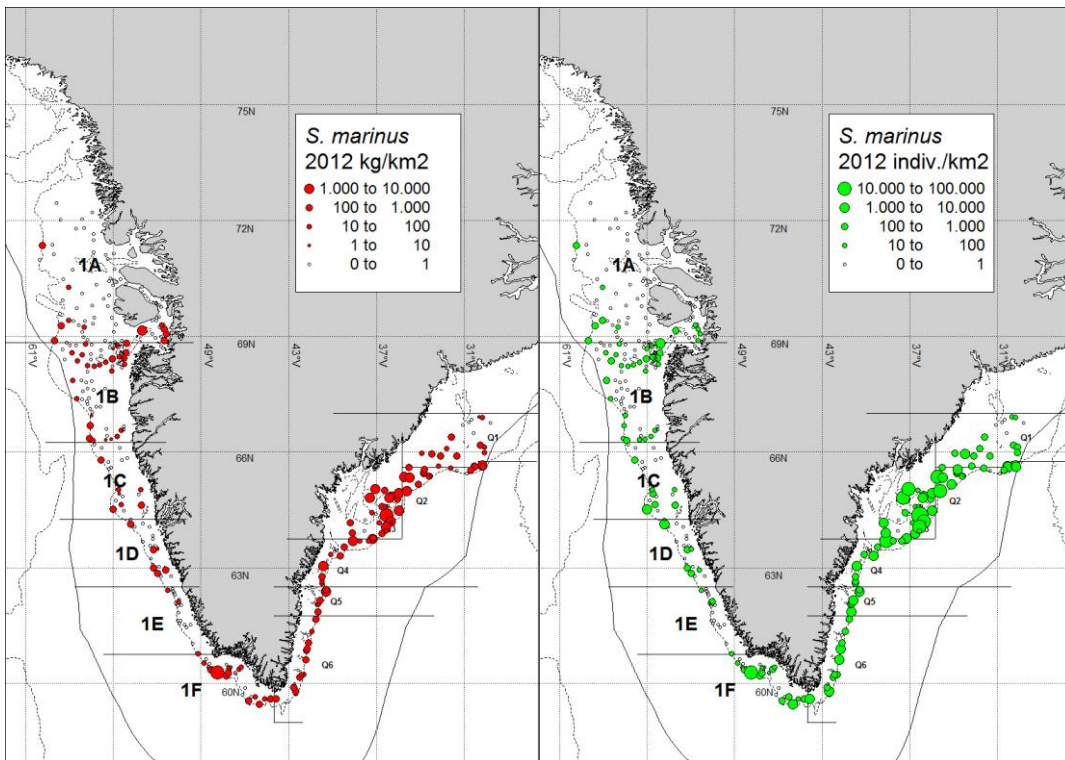 75N
S. marinus
2012 kg/km2
1.000 to 10.000
100 to 1.000
10 to 100
1 to 10
0 to 1
72N
1A
61°V
49°V
43°V
37°V
31°V
69N
1B
Q1
66N
1C
Q2
1D
63N
Q4
Q5
1E
Q6
1F
60N
75N
S. marinus
2012 indiv./km2
10.000 to 100.000
1.000 to 10.000
100 to 1.000
10 to 100
0 to 1
72N
1A
61°V
49°V
43°V
37°V
31°V
69N
1B
Q1
66N
1C
Q2
1D
63N
Q4
Q5
1E
Q6
1F
60N